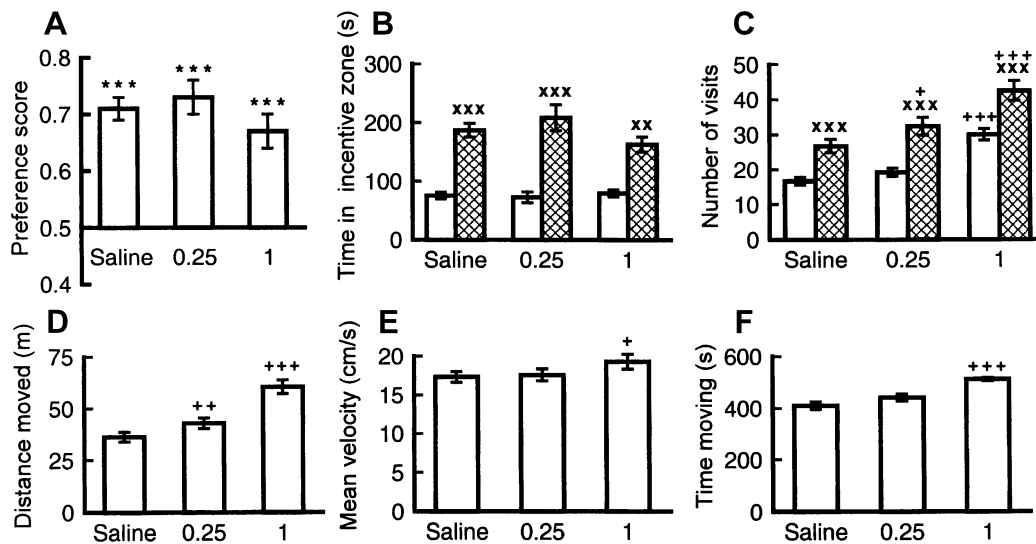 A
Preference score
0.8
0.7
0.6
0.5
0.4
***
***
***
Saline 0.25 1
B
Time in incentive zone (s)
300
200
100
0
xxx
xxx
xx
Saline 0.25 1
C
Number of visits
50
40
30
20
10
0
xxx
+
xxx
+++
+++
xxx
Saline 0.25 1
D
Distance moved (m)
75
50
25
0
++
+++
Saline 0.25 1
E
Mean velocity (cm/s)
20
15
10
5
0
+
Saline 0.25 1
F
Time moving (s)
600
400
200
0
+++
Saline 0.25 1